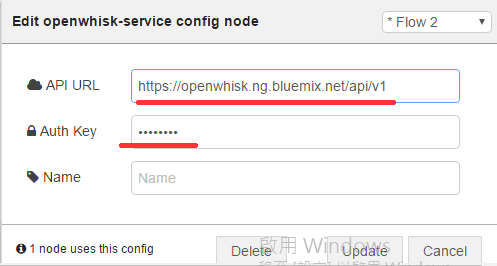 Edit openwhisk-service config node
* Flow 2
API URL
https://openwhisk.ng.bluemix.net/api/v1
Auth Key
••••••••
Name
Name
1 node uses this config
Delete
Update
Cancel
啟用 Windows